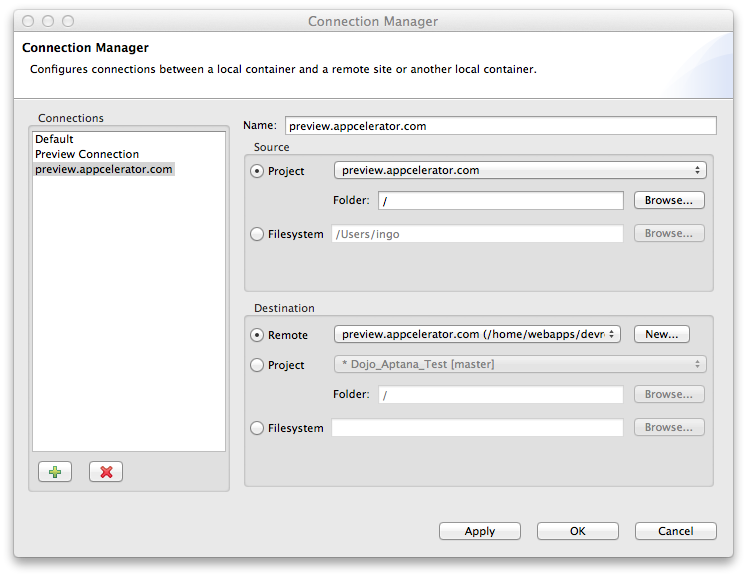 Connection Manager
Connection Manager
Configures connections between a local container and a remote site or another local container.
Connections
Default
Preview Connection
preview.appcelerator.com
Name: preview.appcelerator.com
Source
Project preview.appcelerator.com
Folder: / Browse...
Filesystem /Users/ingo Browse...
Destination
Remote preview.appcelerator.com (/home/webapps/devr New...
Project * Dojo_Aptana_Test [master]
Folder: / Browse...
Filesystem Browse...
Apply OK Cancel